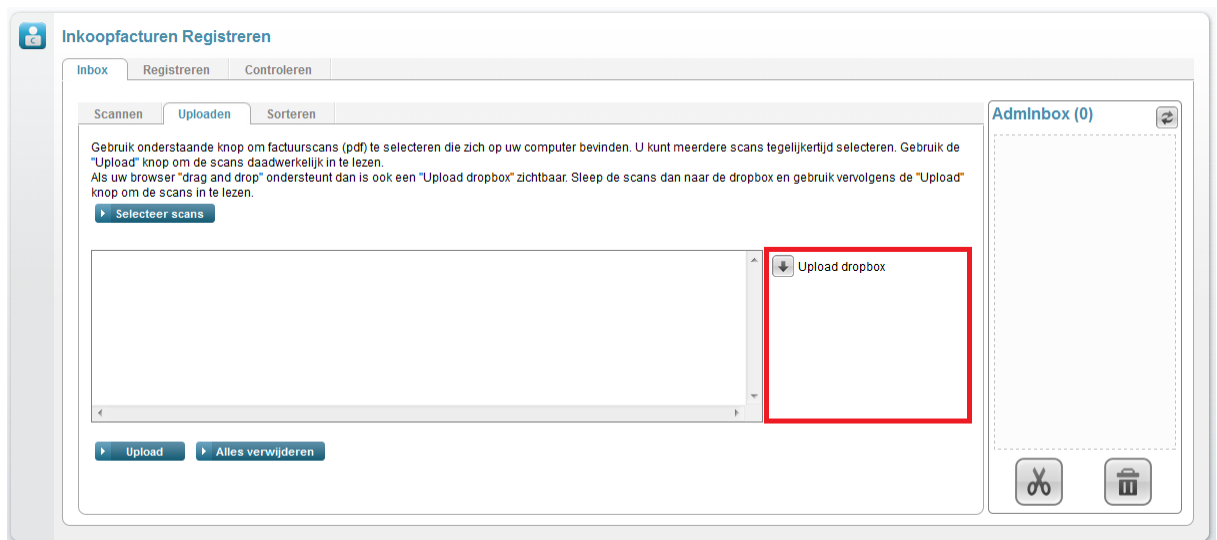 Inkoopfacturen Registreren
Inbox Registreren Controleren
Scannen Uploaden Sorteren
Gebruik onderstaande knop om factuurscans (pdf) te selecteren die zich op uw computer bevinden. U kunt meerdere scans tegelijkertijd selecteren. Gebruik de
"Upload" knop om de scans daadwerkelijk in te lezen.
Als uw browser "drag and drop" ondersteunt dan is ook een "Upload dropbox" zichtbaar. Sleep de scans dan naar de dropbox en gebruik vervolgens de "Upload"
knop om de scans in te lezen.
Selecteer scans
Upload dropbox
Upload Alles verwijderen
AdmInbox (0)
C